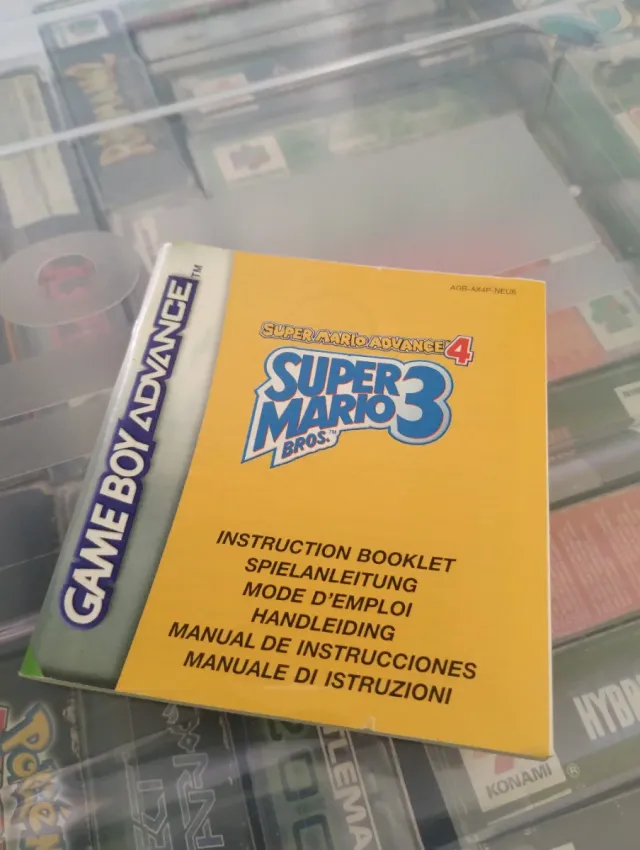 AGB-AX4P-NEU6
GAME BOY ADVANCE™
SUPER MARIO ADVANCE 4
SUPER
MARIO 3
BROS.™
INSTRUCTION BOOKLET
SPIELANLEITUNG
MODE D'EMPLOI
HANDLEIDING
MANUAL DE INSTRUCCIONES
MANUALE DI ISTRUZIONI
KONAMI®